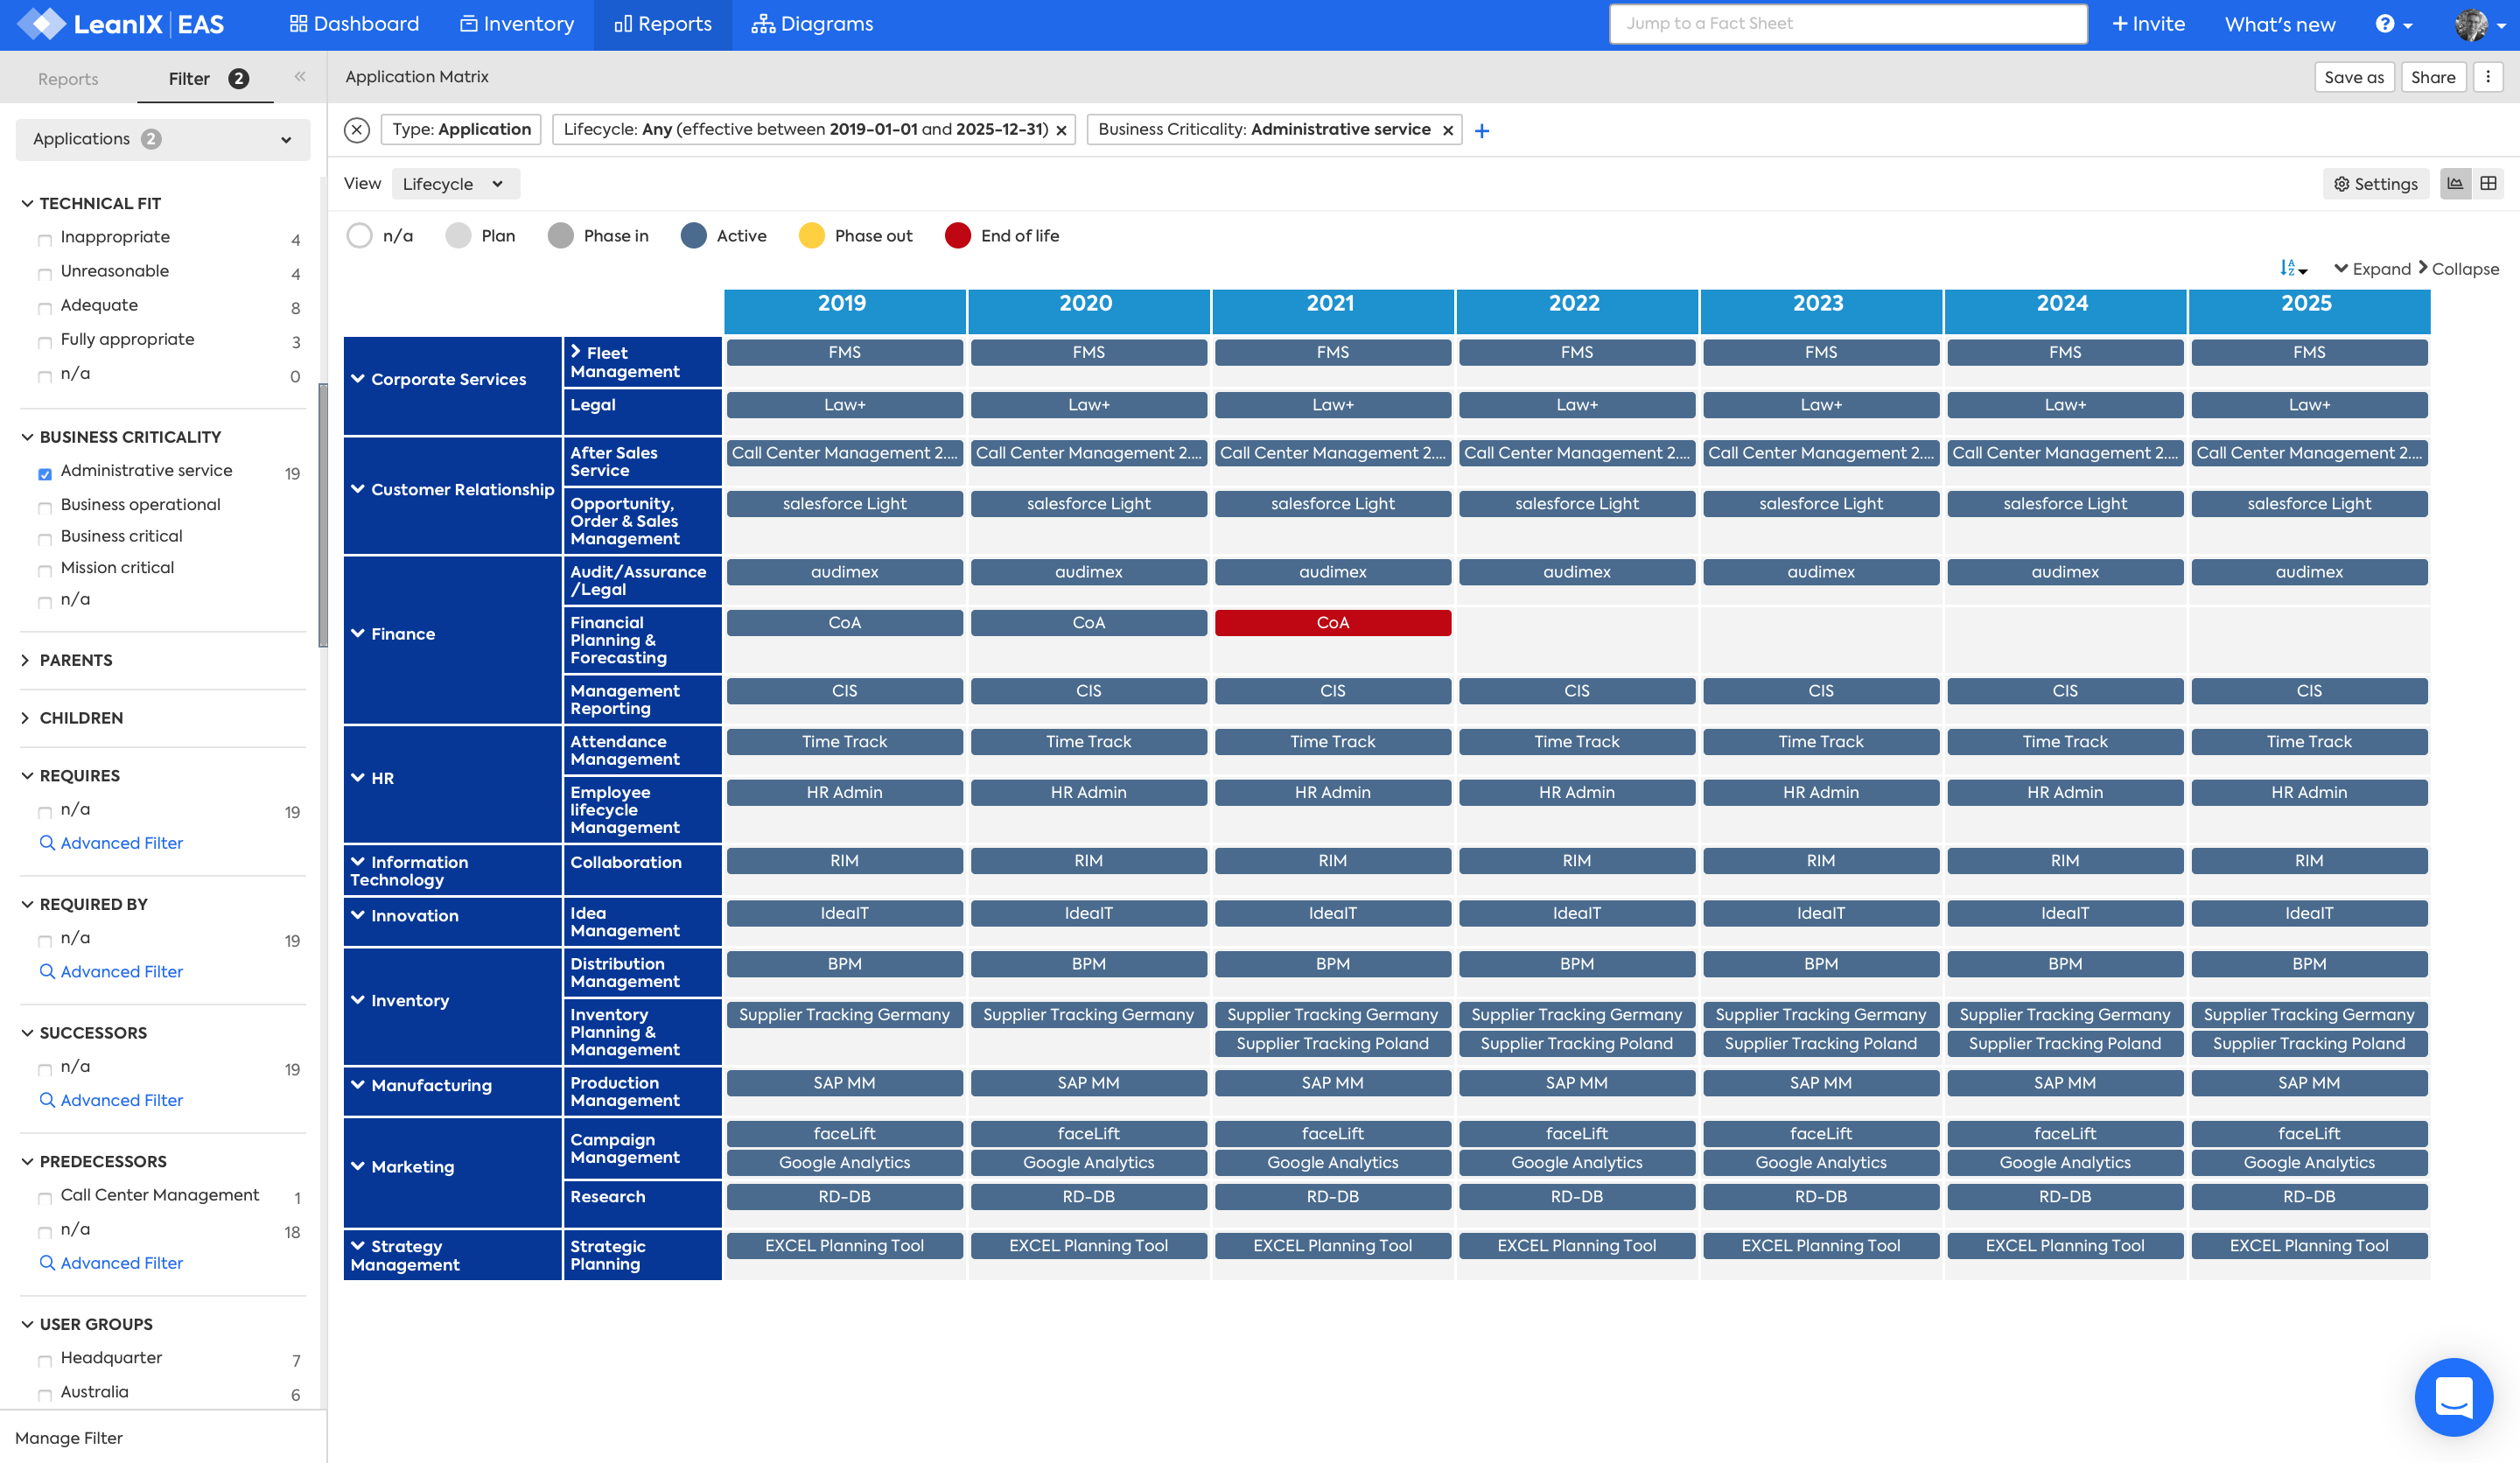 LeanIX EAS
Dashboard
Inventory
Reports
Diagrams
Jump to a Fact Sheet
+ Invite
What's new
?
Reports
Filter 2
«
Application Matrix
Save as
Share
Applications 2
Type: Application
Lifecycle: Any (effective between 2019-01-01 and 2025-12-31) ×
Business Criticality: Administrative service ×
+
View
Lifecycle
Settings
n/a
Plan
Phase in
Active
Phase out
End of life
Expand
Collapse
TECHNICAL FIT
Inappropriate 4
Unreasonable 4
Adequate 8
Fully appropriate 3
n/a 0
BUSINESS CRITICALITY
Administrative service 19
Business operational
Business critical
Mission critical
n/a
PARENTS
CHILDREN
REQUIRES
n/a 19
Advanced Filter
REQUIRED BY
n/a 19
Advanced Filter
SUCCESSORS
n/a 19
Advanced Filter
PREDECESSORS
Call Center Management 1
n/a 18
Advanced Filter
USER GROUPS
Headquarter 7
Australia 6
Manage Filter
2019 2020 2021 2022 2023 2024 2025
Corporate Services
Fleet
Management
FMS FMS FMS FMS FMS FMS FMS
Legal
Law+ Law+ Law+ Law+ Law+ Law+ Law+
Customer Relationship
After Sales
Service
Call Center Management 2.... Call Center Management 2.... Call Center Management 2.... Call Center Management 2.... Call Center Management 2.... Call Center Management 2.... Call Center Management 2....
Opportunity,
Order & Sales
Management
salesforce Light salesforce Light salesforce Light salesforce Light salesforce Light salesforce Light salesforce Light
Finance
Audit/Assurance
/Legal
audimex audimex audimex audimex audimex audimex audimex
Financial
Planning &
Forecasting
CoA CoA CoA
Management
Reporting
CIS CIS CIS CIS CIS CIS CIS
HR
Attendance
Management
Time Track Time Track Time Track Time Track Time Track Time Track Time Track
Employee
lifecycle
Management
HR Admin HR Admin HR Admin HR Admin HR Admin HR Admin HR Admin
Information
Technology
Collaboration
RIM RIM RIM RIM RIM RIM RIM
Innovation
Idea
Management
IdeaIT IdeaIT IdeaIT IdeaIT IdeaIT IdeaIT IdeaIT
Inventory
Distribution
Management
BPM BPM BPM BPM BPM BPM BPM
Inventory
Planning &
Management
Supplier Tracking Germany Supplier Tracking Germany Supplier Tracking Germany Supplier Tracking Germany Supplier Tracking Germany Supplier Tracking Germany Supplier Tracking Germany
Supplier Tracking Poland Supplier Tracking Poland Supplier Tracking Poland Supplier Tracking Poland Supplier Tracking Poland
Manufacturing
Production
Management
SAP MM SAP MM SAP MM SAP MM SAP MM SAP MM SAP MM
Marketing
Campaign
Management
faceLift faceLift faceLift faceLift faceLift faceLift faceLift
Google Analytics Google Analytics Google Analytics Google Analytics Google Analytics Google Analytics Google Analytics
Research
RD-DB RD-DB RD-DB RD-DB RD-DB RD-DB RD-DB
Strategy
Management
Strategic
Planning
EXCEL Planning Tool EXCEL Planning Tool EXCEL Planning Tool EXCEL Planning Tool EXCEL Planning Tool EXCEL Planning Tool EXCEL Planning Tool